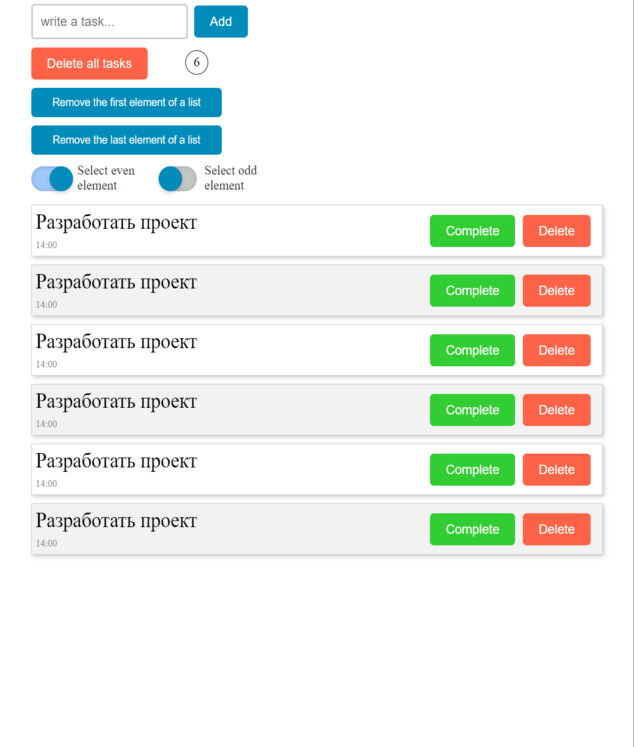 write a task...
Add
Delete all tasks
6
Remove the first element of a list
Remove the last element of a list
Select even
element
Select odd
element
Разработать проект
14:00
Complete
Delete
Разработать проект
14:00
Complete
Delete
Разработать проект
14:00
Complete
Delete
Разработать проект
14:00
Complete
Delete
Разработать проект
14:00
Complete
Delete
Разработать проект
14:00
Complete
Delete